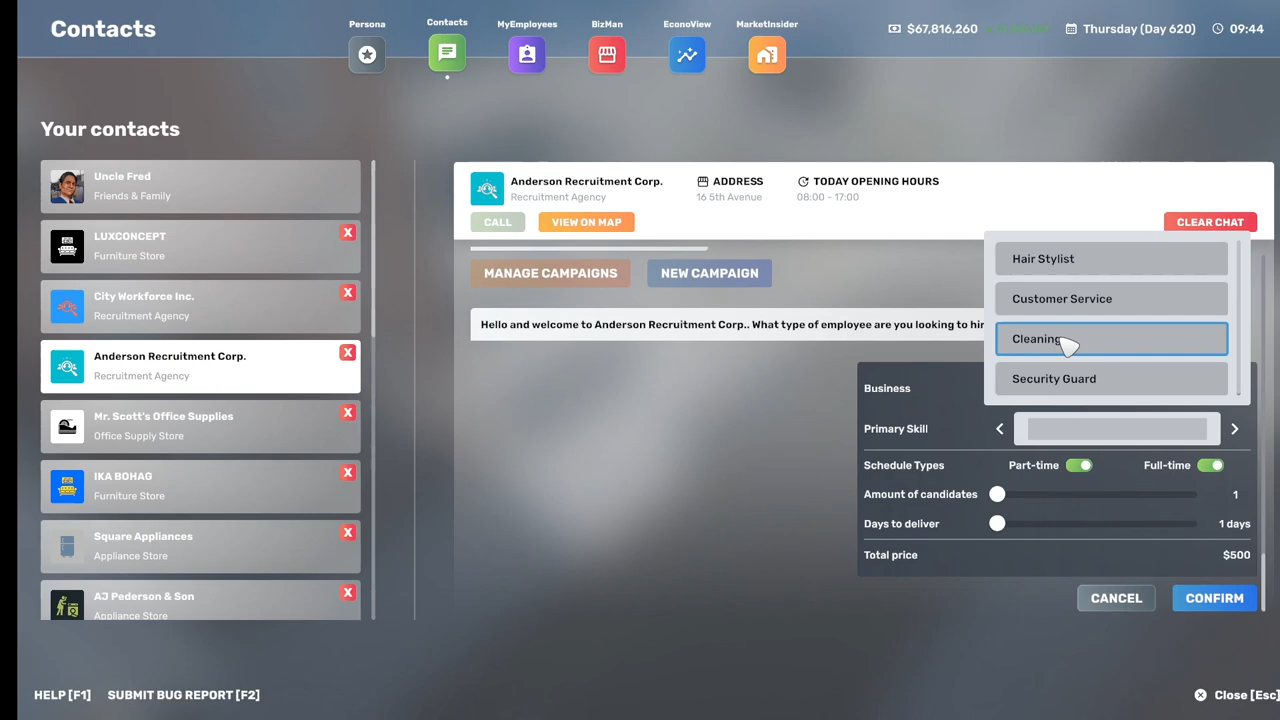 Contacts
Persona
Contacts
MyEmployees
BizMan
EconoView
MarketInsider
$67,816,260
Thursday (Day 620)
09:44
Your contacts
Uncle Fred
Friends & Family
LUXCONCEPT
Furniture Store
X
City Workforce Inc.
Recruitment Agency
X
Anderson Recruitment Corp.
Recruitment Agency
X
Mr. Scott's Office Supplies
Office Supply Store
X
IKA BOHAG
Furniture Store
X
Square Appliances
Appliance Store
X
AJ Pederson & Son
Appliance Store
X
Anderson Recruitment Corp.
Recruitment Agency
ADDRESS
16 5th Avenue
TODAY OPENING HOURS
08:00 - 17:00
CALL
VIEW ON MAP
CLEAR CHAT
MANAGE CAMPAIGNS
NEW CAMPAIGN
Hello and welcome to Anderson Recruitment Corp.. What type of employee are you looking to hir
Hair Stylist
Customer Service
Cleaning
Security Guard
Business
Primary Skill
Schedule Types
Part-time
Full-time
Amount of candidates
1
Days to deliver
1 days
Total price
$500
CANCEL
CONFIRM
HELP [F1]
SUBMIT BUG REPORT [F2]
Close [Esc]